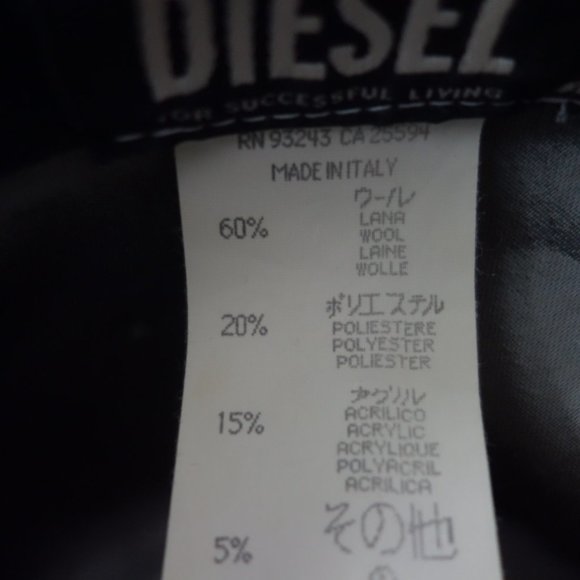 DIESEL
FOR SUCCESSFUL LIVING
RN 93243 CA 25594
MADE IN ITALY
ウール
60% LANA
WOOL
LAINE
WOLLE
ポリエステル
20% POLIESTERE
POLYESTER
POLIESTER
アクリル
15% ACRILICO
ACRYLIC
ACRYLIQUE
POLYACRIL
ACRILICA
5% その他